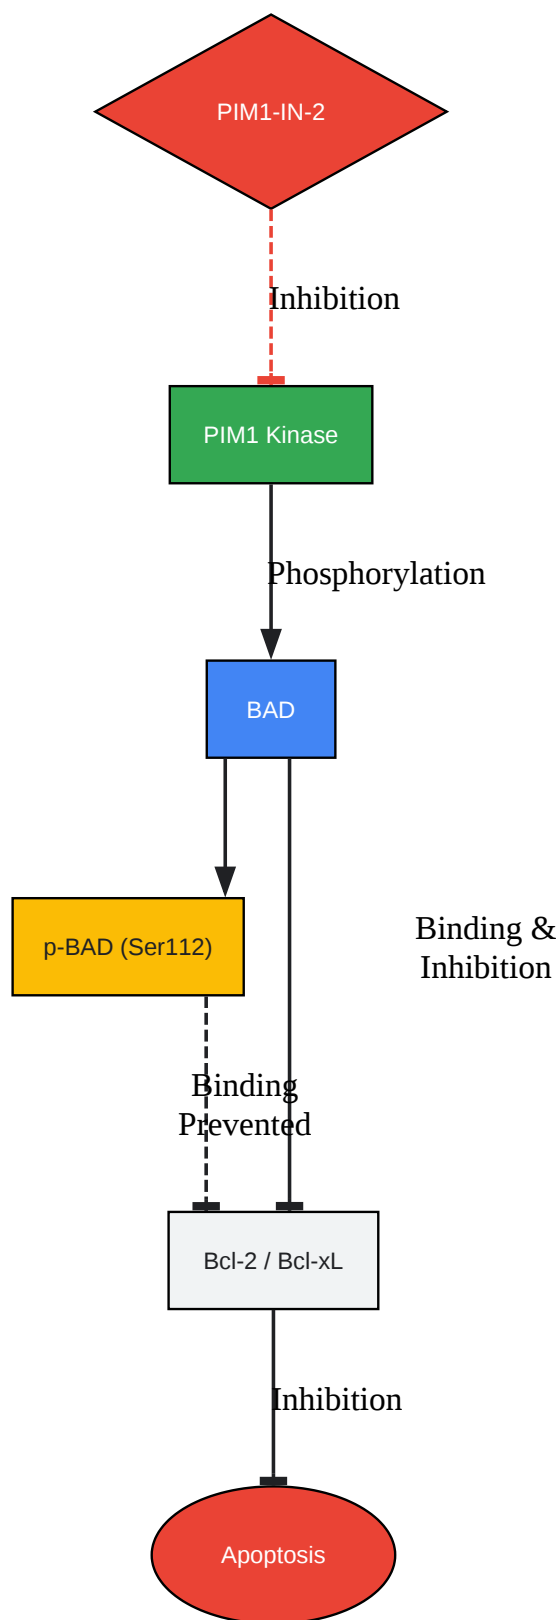 PIM1-IN-2
Inhibition
PIM1 Kinase
Phosphorylation
BAD
p-BAD (Ser112)
Binding &
Inhibition
Binding
Prevented
Bcl-2 / Bcl-xL
Inhibition
Apoptosis